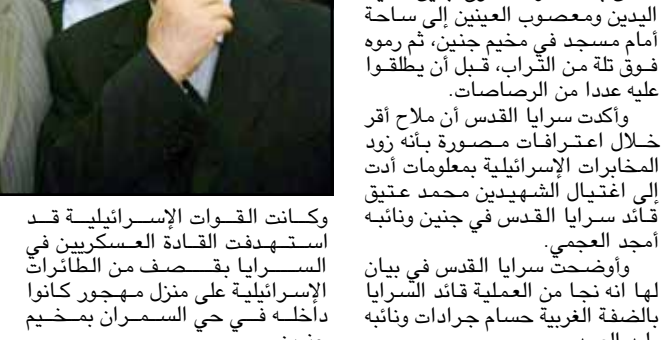 اليدين ومعصوب العينين إلى ساحة
أمام مسجد في مخيم جنين، ثم رموه
فوق تلة من التراب، قبل أن يطلقوا
عليه عددا من الرصاصات.
وأكدت سرايا القدس أن ملاح أقر
خلال اعترافات مصورة بأنه زود
المخابرات الإسرائيلية بمعلومات أدت
إلى اغتيال الشهيدين محمد عتيق
قائد سرايا القدس في جنين ونائبه
أمجد العجمي.
وأوضحت سرايا القدس في بيان
لها انه نجا من العملية قائد السرايا
بالضفة الغربية حسام جرادات ونائبه
وكانت القوات الإسرائيلية قد
استهدفت القادة العسكريين في
السرايا بقصف من الطائرات
الإسرائيلية على منزل مهجور كانوا
داخله في حي السمران بمخيم